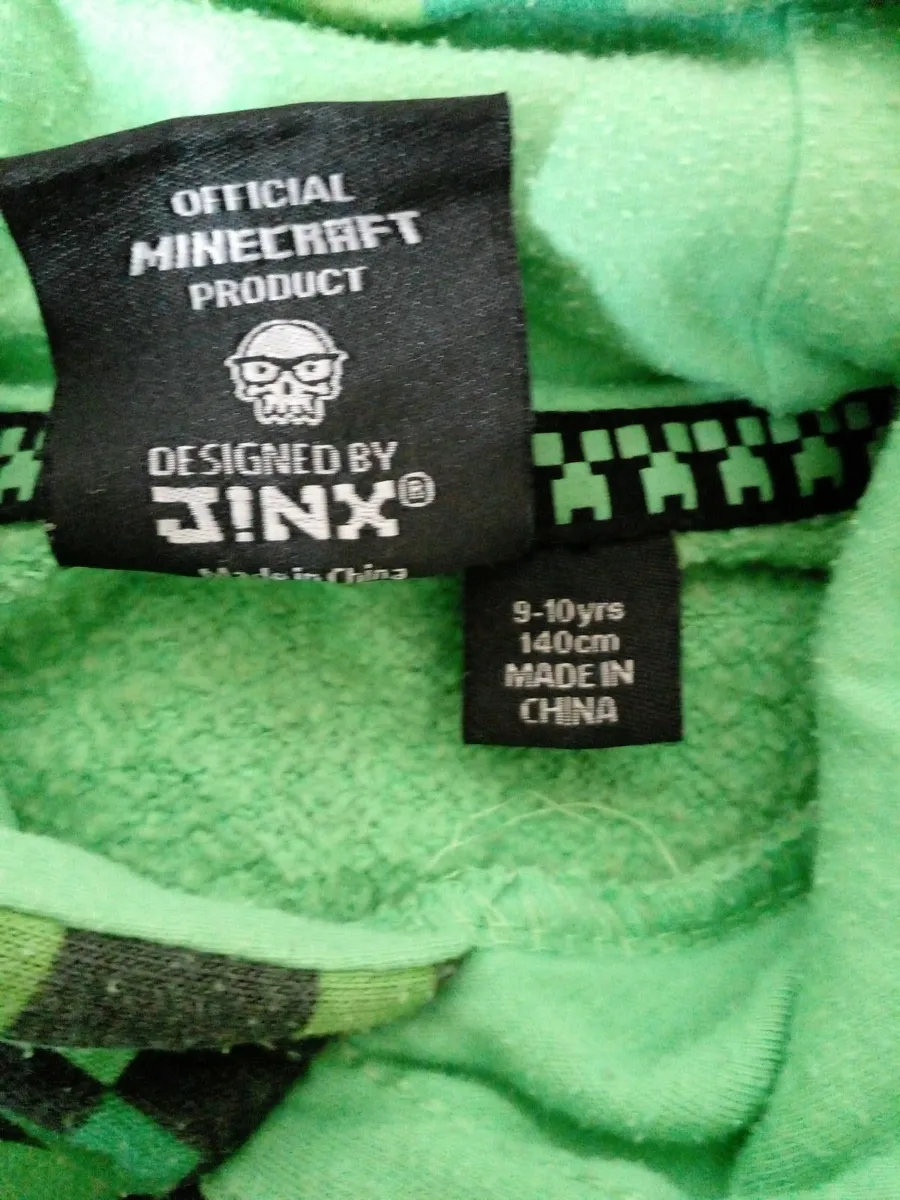 OFFICIAL
MINECRAFT
PRODUCT
DESIGNED BY
J!NX®
Made in China
9-10yrs
140cm
MADE IN
CHINA